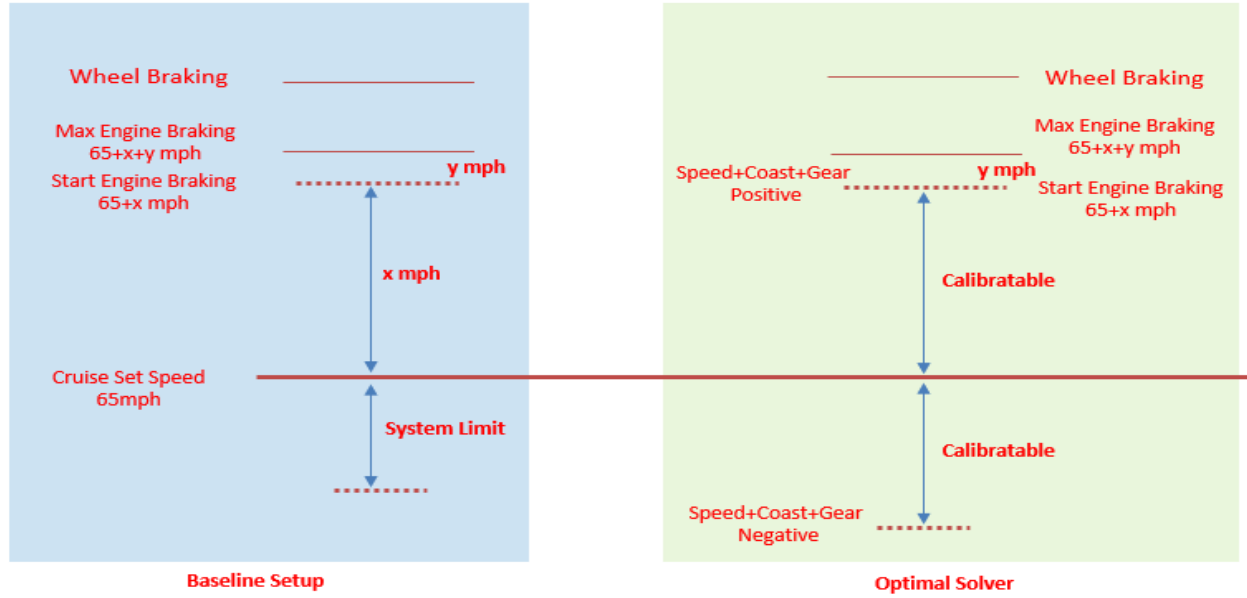 Wheel Braking
Max Engine Braking
65+x+y mph
y mph
Start Engine Braking
65+x mph
x mph
Cruise Set Speed
65mph
System Limit
Baseline Setup
Wheel Braking
Max Engine Braking
65+x+y mph
Speed+Coast+Gear
Positive
y mph
Start Engine Braking
65+x mph
Calibratable
Calibratable
Speed+Coast+Gear
Negative
Optimal Solver